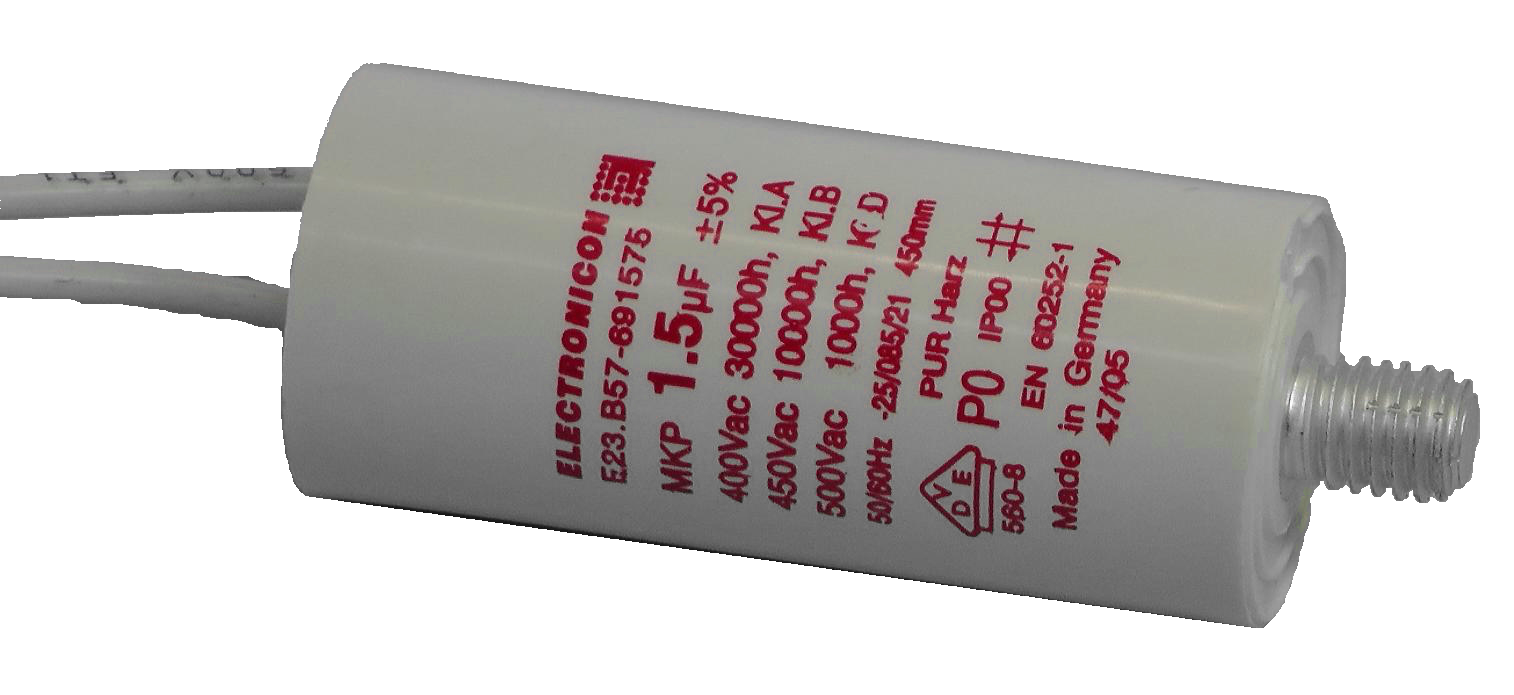 ELECTRONICON
E23.B57-691575
MKP 1.5µF ±5%
400Vac 30000h, Kl.A
450Vac 10000h, Kl.B
500Vac 1000h, Kl.D
50/60Hz -25/085/21 450mm
PUR Harz
VDE P0 IP00
560-8 EN 60252-1
Made in Germany
47/05